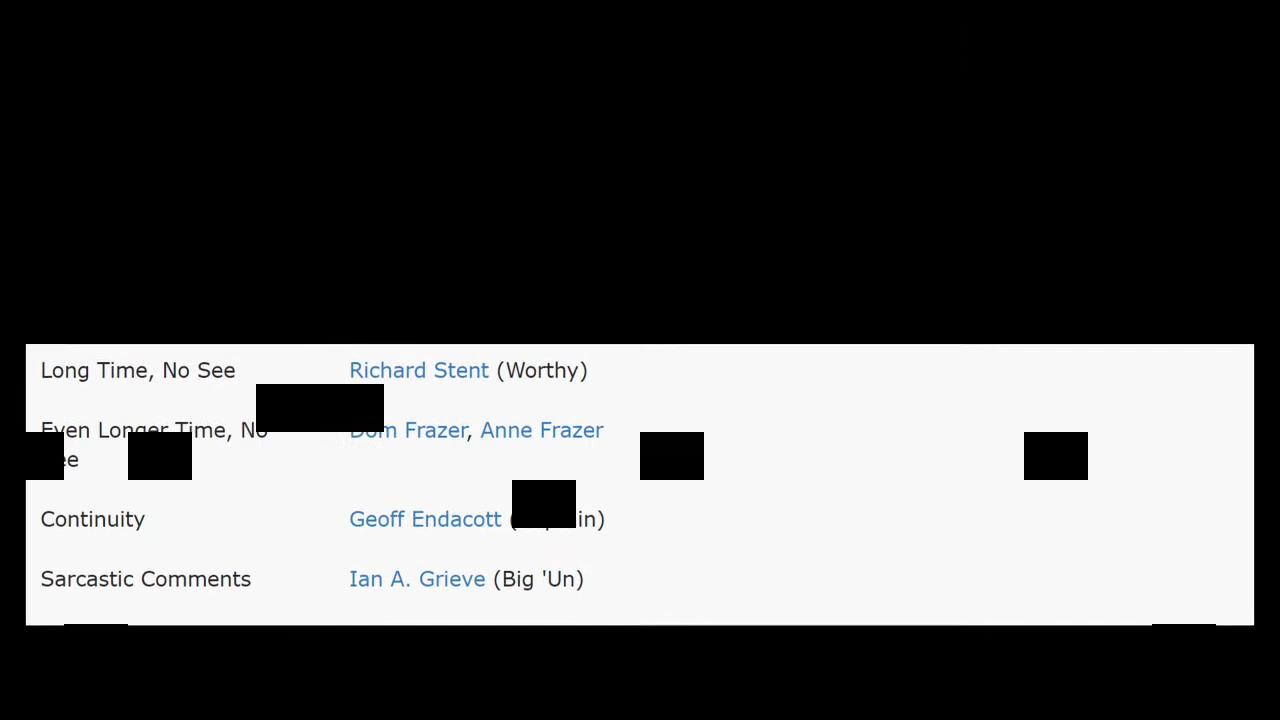 Long Time, No See Richard Stent (Worthy)
Even Longer Time, No Dom Frazer, Anne Frazer
Continuity Geoff Endacott
Sarcastic Comments Ian A. Grieve (Big 'Un)